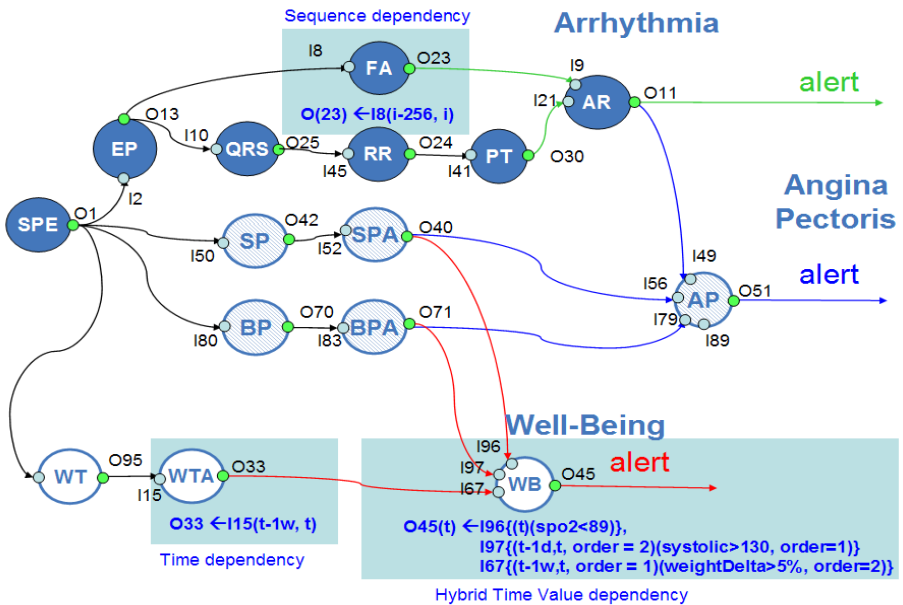 Sequence dependency
Arrhythmia
I8
FA
O23
I9
O(23) ←I8(i-256, i)
I21
AR
O11
alert
O13
EP
I10
QRS
O25
I45
RR
O24
I41
PT
O30
I2
SPE
O1
Angina
Pectoris
I50
SP
O42
I52
SPA
O40
I49
I56
AP
O51
alert
I79
I89
I80
BP
O70
I83
BPA
O71
Well-Being
WT
O95
I15
WTA
O33
I96
I97
I67
WB
O45
alert
O33 ←I15(t-1w, t)
O45(t) ←I96{(t)(spo2<89)},
I97{(t-1d,t, order = 2)(systolic>130, order=1)}
I67{(t-1w,t, order = 1)(weightDelta>5%, order=2)}
Time dependency
Hybrid Time Value dependency